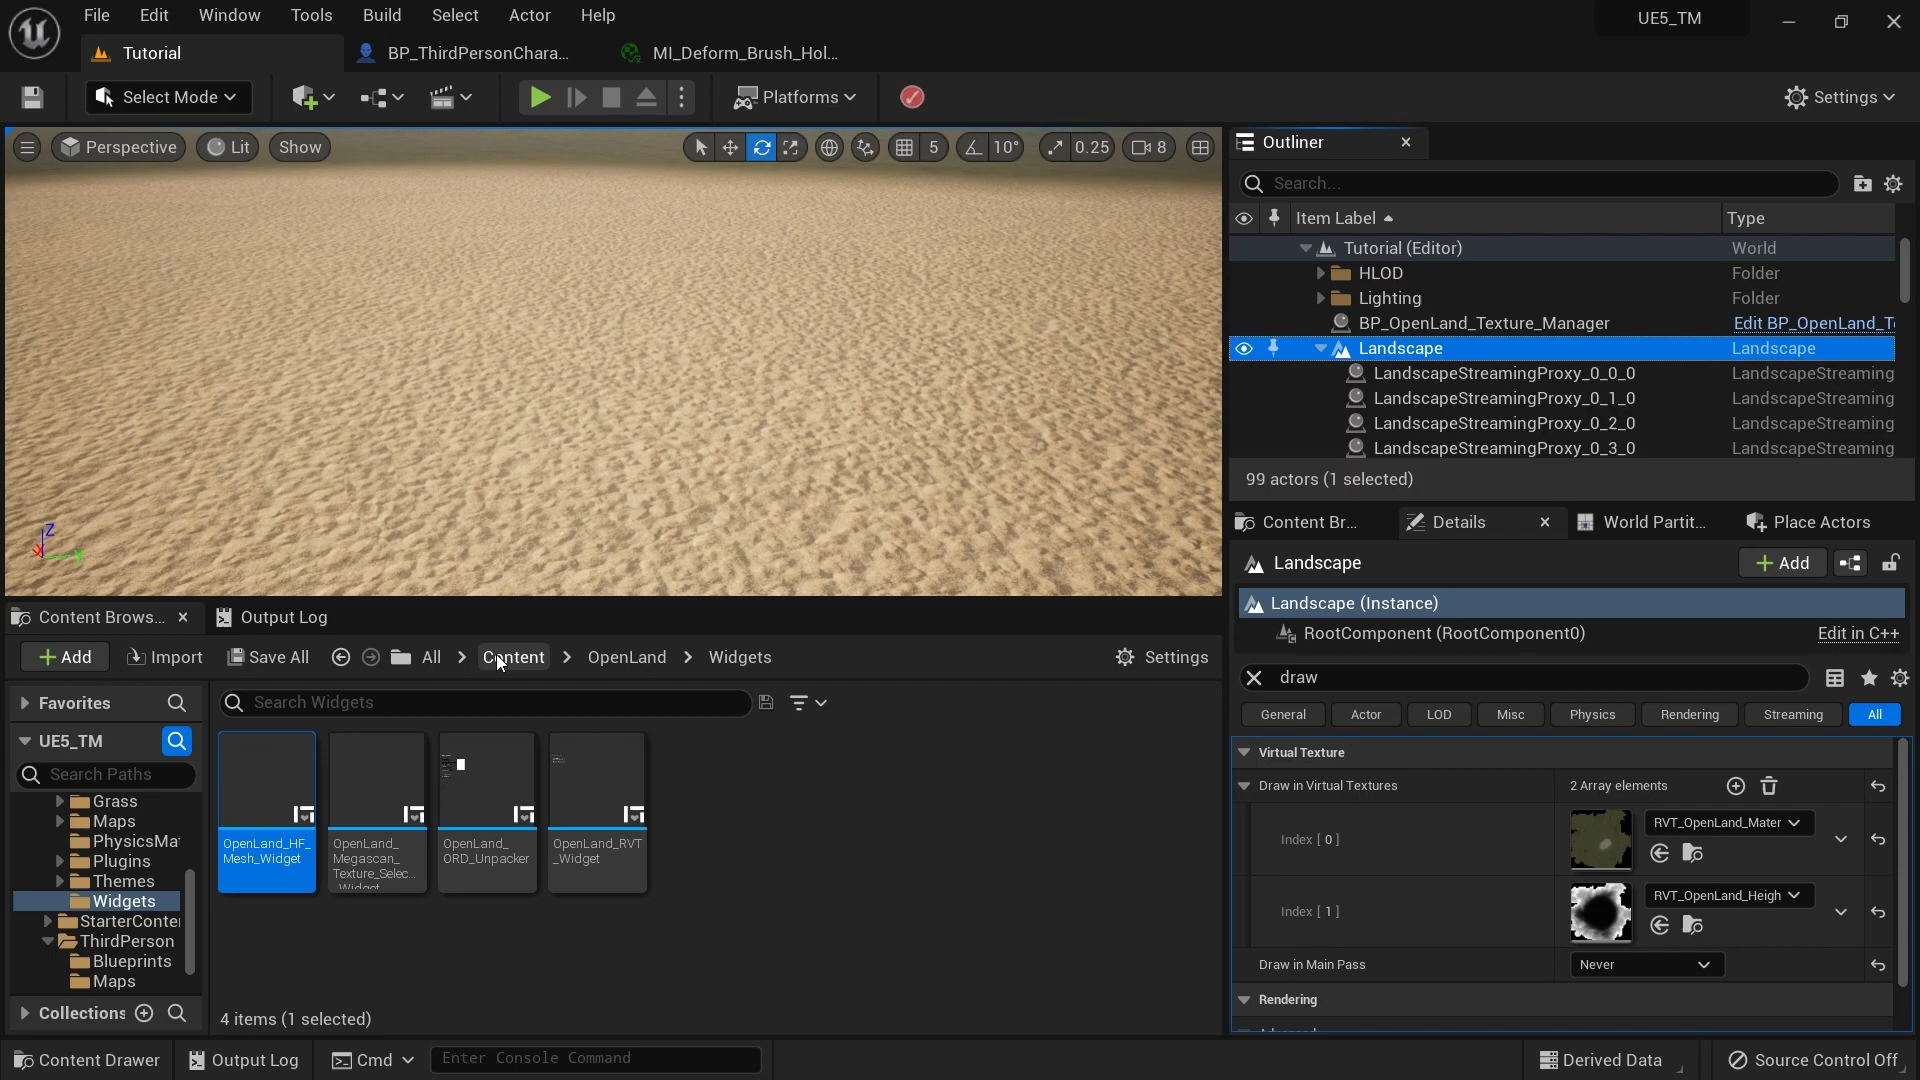 File Edit Window Tools Build Select Actor Help
UE5_TM
Tutorial
BP_ThirdPersonChara...
MI_Deform_Brush_Hol...
Select Mode
Platforms
Settings
Perspective
Lit
Show
5
10°
0.25
8
Z
X
Y
Outliner
Search...
Item Label
Type
Tutorial (Editor) World
HLOD Folder
Lighting Folder
BP_OpenLand_Texture_Manager Edit BP_OpenLand_T
Landscape Landscape
LandscapeStreamingProxy_0_0_0 LandscapeStreaming
LandscapeStreamingProxy_0_1_0 LandscapeStreaming
LandscapeStreamingProxy_0_2_0 LandscapeStreaming
LandscapeStreamingProxy_0_3_0 LandscapeStreaming
99 actors (1 selected)
Content Br...
Details
World Partit...
Place Actors
Landscape
Add
Landscape (Instance)
RootComponent (RootComponent0)
Edit in C++
draw
General Actor LOD Misc Physics Rendering Streaming All
Virtual Texture
Draw in Virtual Textures
2 Array elements
Index [ 0 ]
RVT_OpenLand_Mater
Index [ 1 ]
RVT_OpenLand_Heigh
Draw in Main Pass
Never
Rendering
Content Brows...
Output Log
Add
Import
Save All
All
Content
OpenLand
Widgets
Settings
Favorites
UE5_TM
Search Paths
Grass
Maps
PhysicsMat
Plugins
Themes
Widgets
StarterConter
ThirdPerson
Blueprints
Maps
Collections
Search Widgets
OpenLand_HF_
Mesh_Widget
OpenLand_
Megascan_
Texture_Selec...
_Widget
OpenLand_
ORD_Unpacker
OpenLand_RVT
_Widget
4 items (1 selected)
Content Drawer
Output Log
Cmd
Enter Console Command
Derived Data
Source Control Off